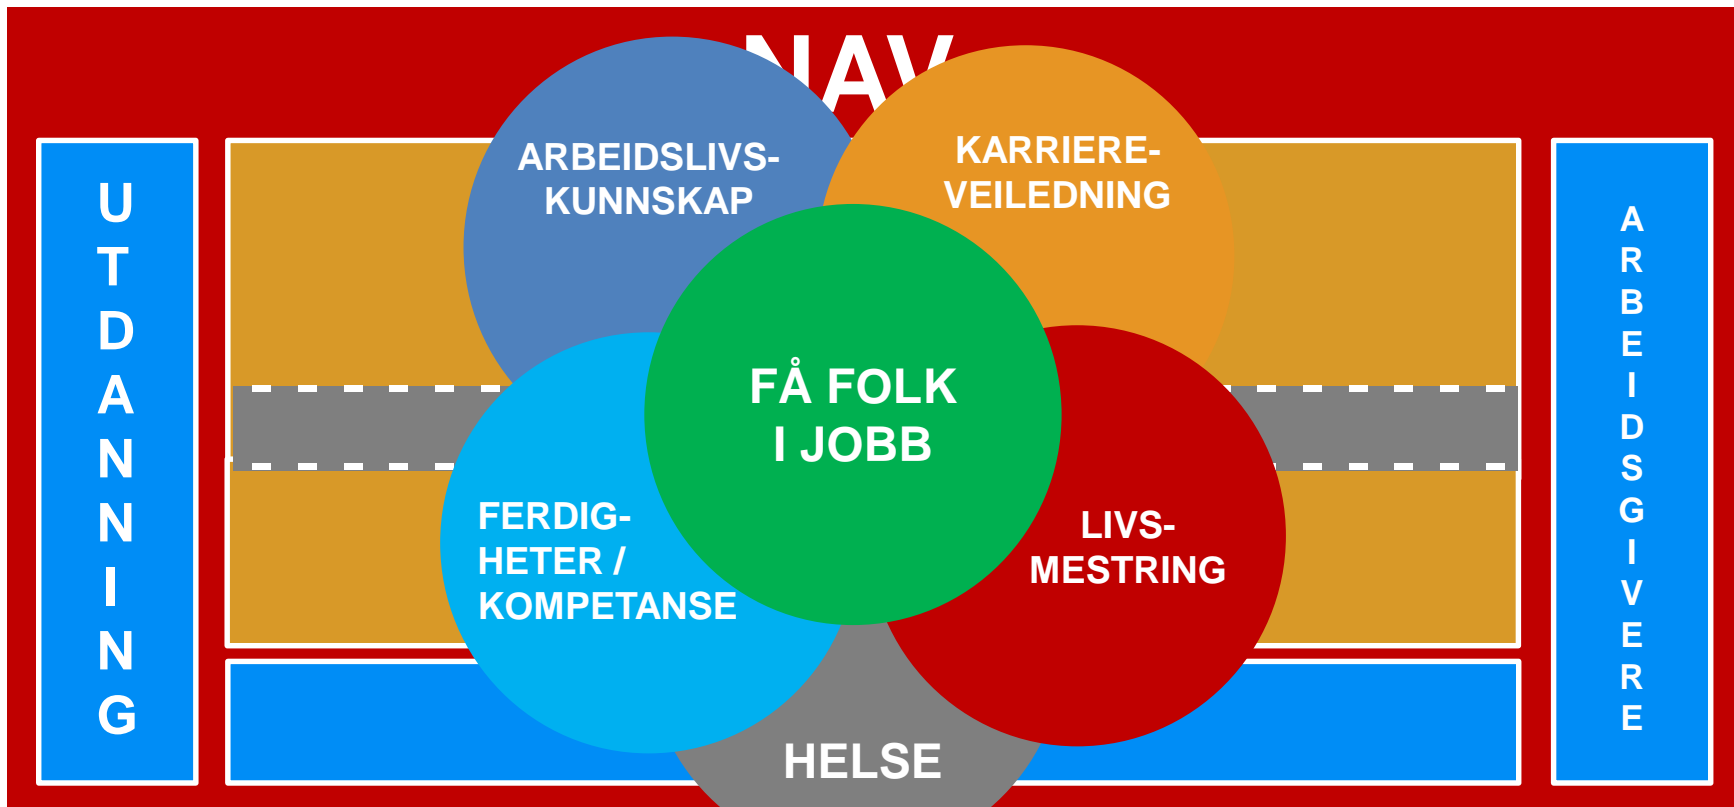 NAV
ARBEIDSLIVS-
KUNNSKAP
KARRIERE-
VEILEDNING
UTDANNING
FÅ FOLK
I JOBB
ARBEIDSGIVERE
FERDIG-
HETER /
KOMPETANSE
LIVS-
MESTRING
HELSE